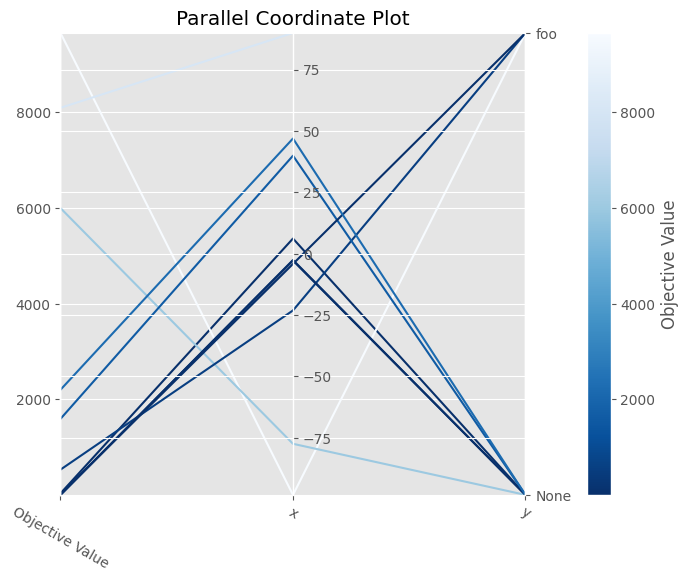 Parallel Coordinate Plot
8000
6000
4000
2000
75
50
25
0
−25
−50
−75
foo
None
Objective Value
x
y
8000
6000
4000
2000
Objective Value